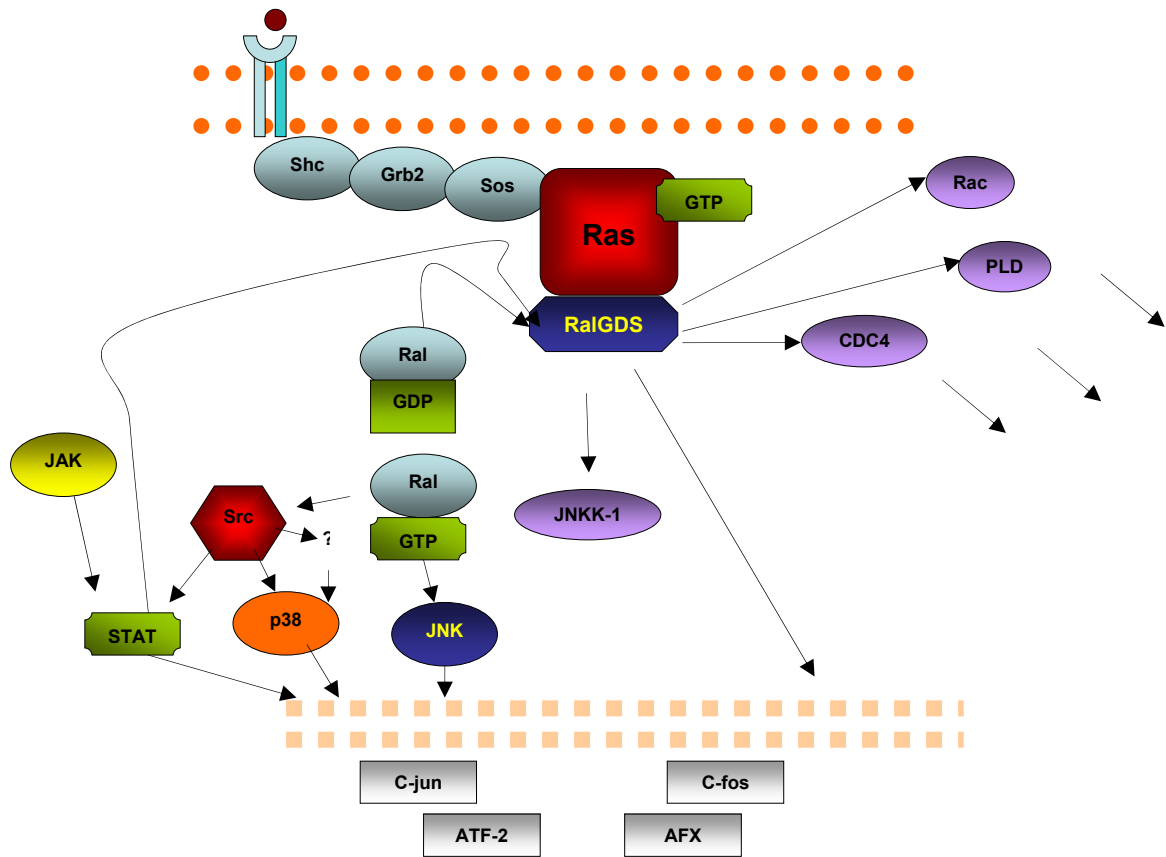 Shc
Grb2
Sos
Ras
GTP
Rac
PLD
RalGDS
CDC4
Ral
GDP
JAK
Ral
Src
?
GTP
JNKK-1
p38
STAT
JNK
C-jun
C-fos
ATF-2
AFX